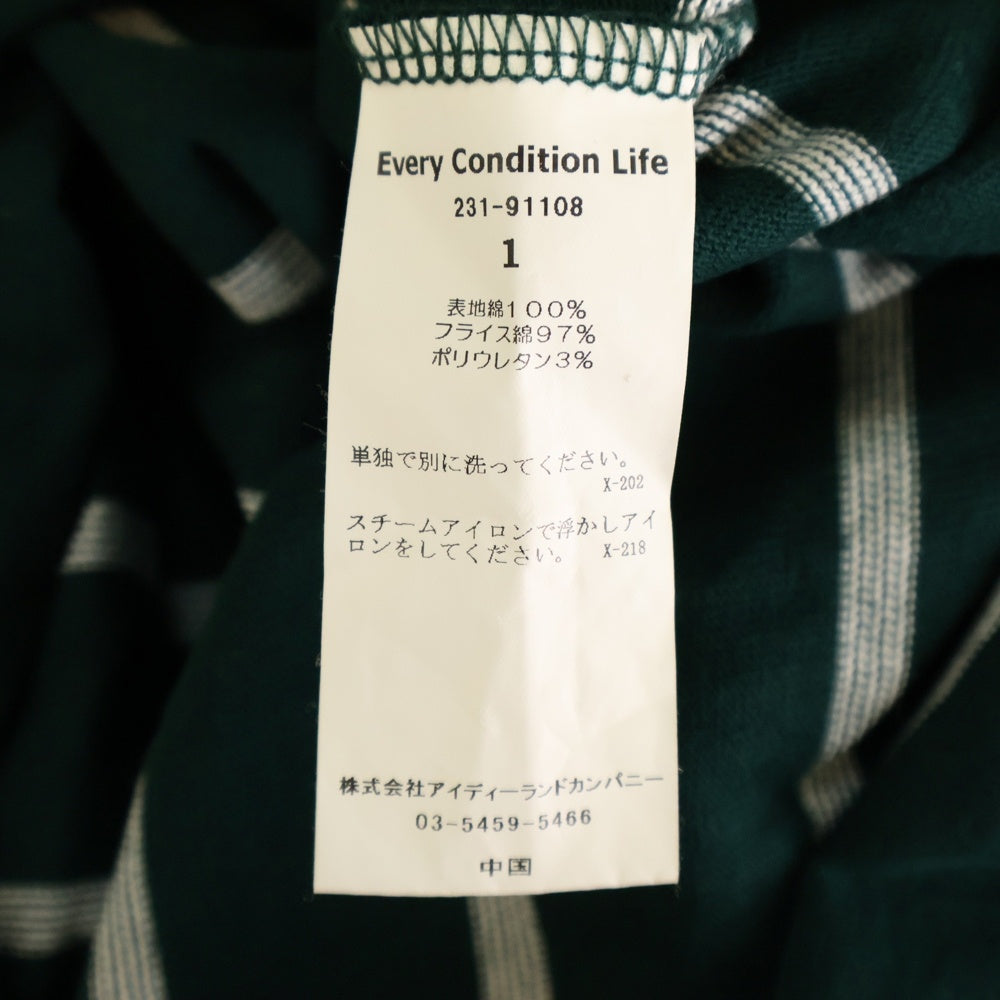 Every Condition Life
231-91108
1
表地綿100%
フライス綿97%
ポリウレタン3%
単独で別に洗ってください。
X-202
スチームアイロンで浮かしアイ
ロンをしてください。 X-218
株式会社アイディーランドカンパニー
03-5459-5466
中国